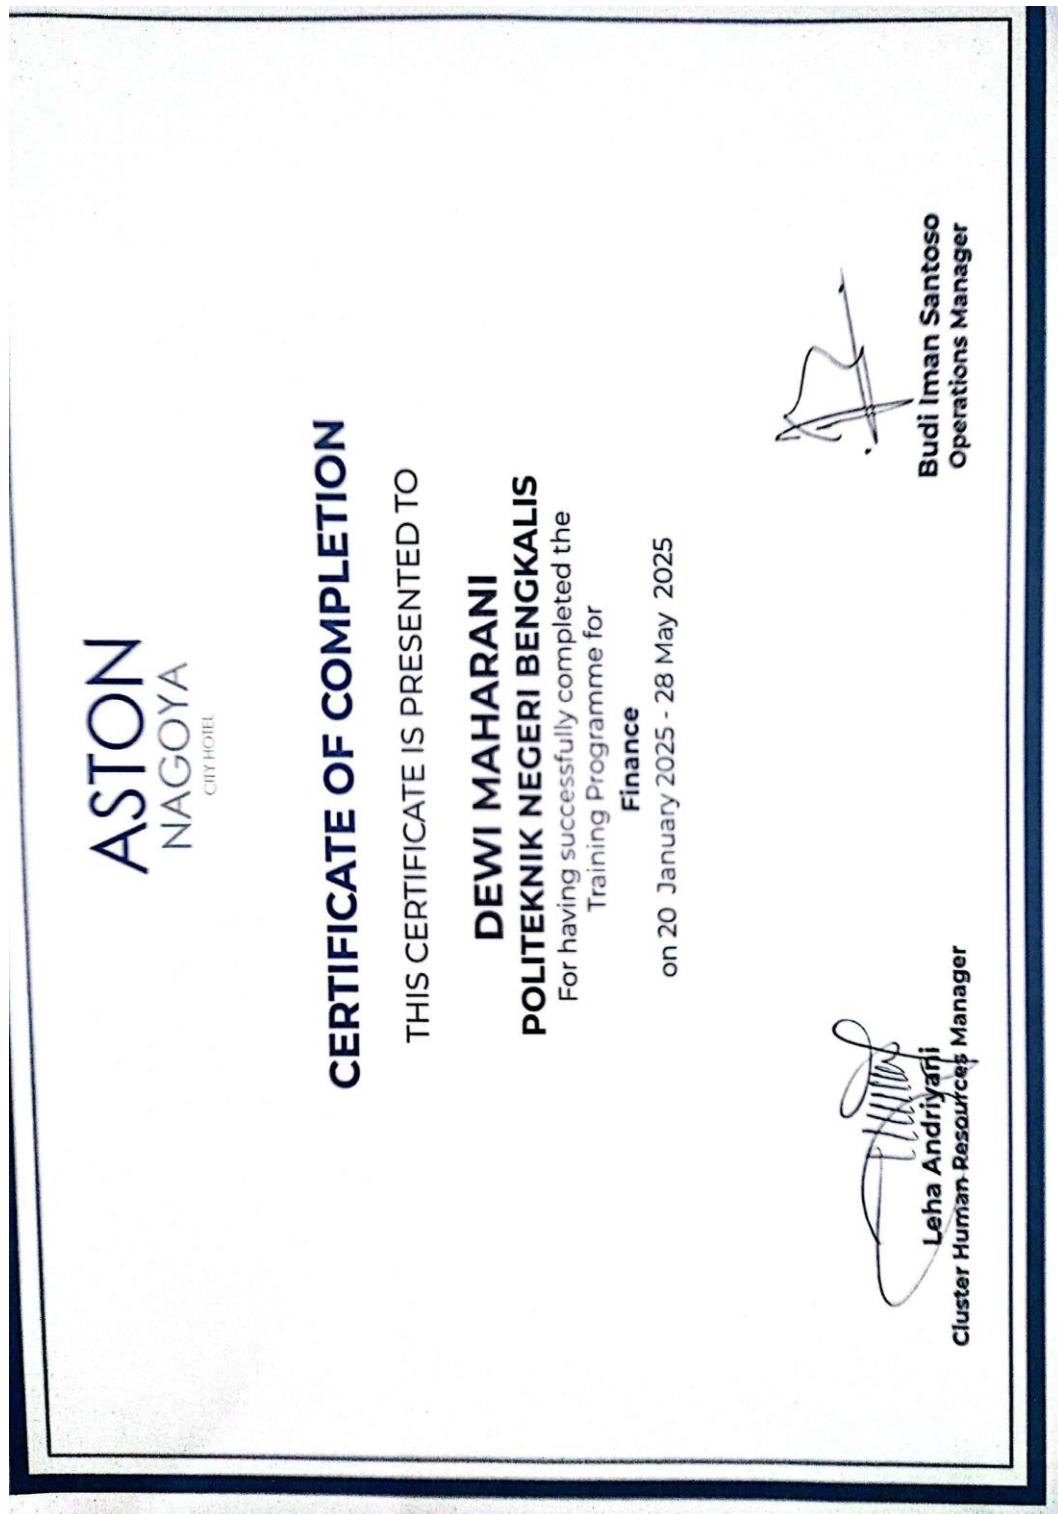 ASTON
NAGOYA
CITY HOTEL
CERTIFICATE OF COMPLETION
THIS CERTIFICATE IS PRESENTED TO
DEWI MAHARANI
POLITEKNIK NEGERI BENGKALIS
For having successfully completed the
Training Programme for
Finance
on 20 January 2025 - 28 May 2025
Leha Andriyani
Cluster Human Resources Manager
Budi Iman Santoso
Operations Manager